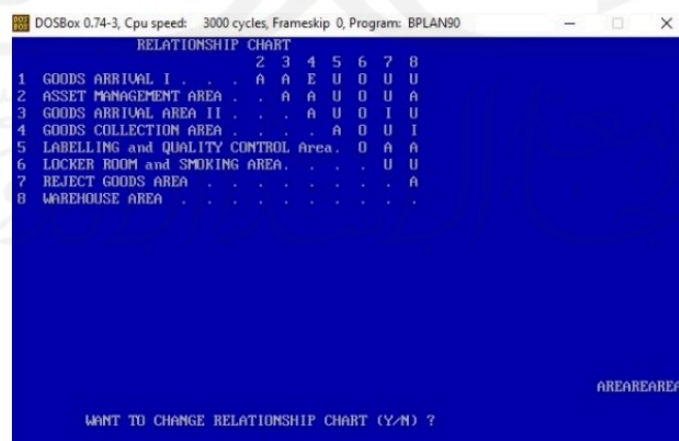 DOSBox 0.74-3, Cpu speed: 3000 cycles, Frameskip 0, Program: BPLAN90
RELATIONSHIP CHART
2 3 4 5 6 7 8
1 GOODS ARRIVAL I . . . A A E U O U U
2 ASSET MANAGEMENT AREA . . A A U O U A
3 GOODS ARRIVAL AREA II . . . A U O I U
4 GOODS COLLECTION AREA . . . . A O U I
5 LABELLING and QUALITY CONTROL Area. O A A
6 LOCKER ROOM and SMOKING AREA. . . . U U
7 REJECT GOODS AREA . . . . . . . A
8 WAREHOUSE AREA . . . . . . . . .
AREAREAREA
WANT TO CHANGE RELATIONSHIP CHART (Y/N) ?